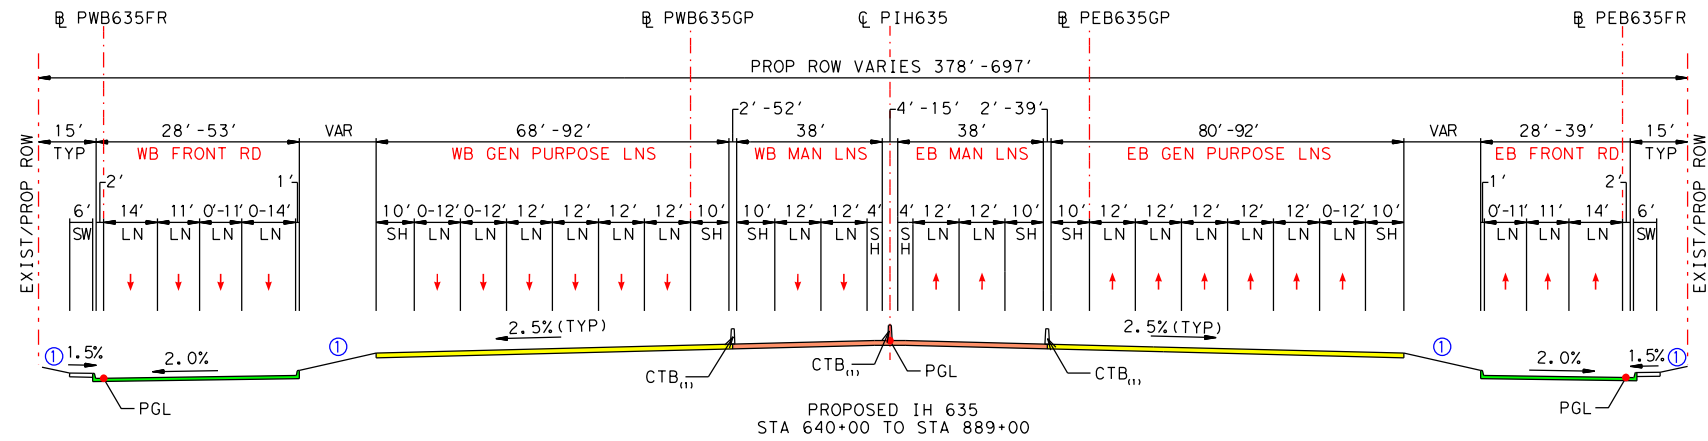 ℄ PWB635FR
℄ PWB635GP
℄ PIH635
℄ PEB635GP
℄ PEB635FR
PROP ROW VARIES 378'-697'
2'-52'
4'-15'
2'-39'
15'
28'-53'
VAR
68'-92'
38'
38'
80'-92'
VAR
28'-39'
15'
TYP
WB FRONT RD
WB GEN PURPOSE LNS
WB MAN LNS
EB MAN LNS
EB GEN PURPOSE LNS
EB FRONT RD
TYP
EXIST/PROP ROW
EXIST/PROP ROW
2'
1'
1'
2'
6'
14'
11'
0'-11'
0-14'
10'
0-12'
0-12'
12'
12'
12'
12'
10'
10'
12'
12'
4'
4'
12'
12'
10'
10'
12'
12'
12'
12'
12'
0-12'
10'
0'-11'
11'
14'
6'
SW
LN
LN
LN
LN
SH
LN
LN
LN
LN
LN
LN
SH
SH
LN
LN
SH
SH
LN
LN
SH
SH
LN
LN
LN
LN
LN
LN
SH
LN
LN
LN
SW
2.5%(TYP)
2.5%(TYP)
1
1.5%
2.0%
1
CTB(1)
CTB(1)
PGL
CTB(1)
1
2.0%
1.5%
1
PGL
PGL
PROPOSED IH 635
STA 640+00 TO STA 889+00